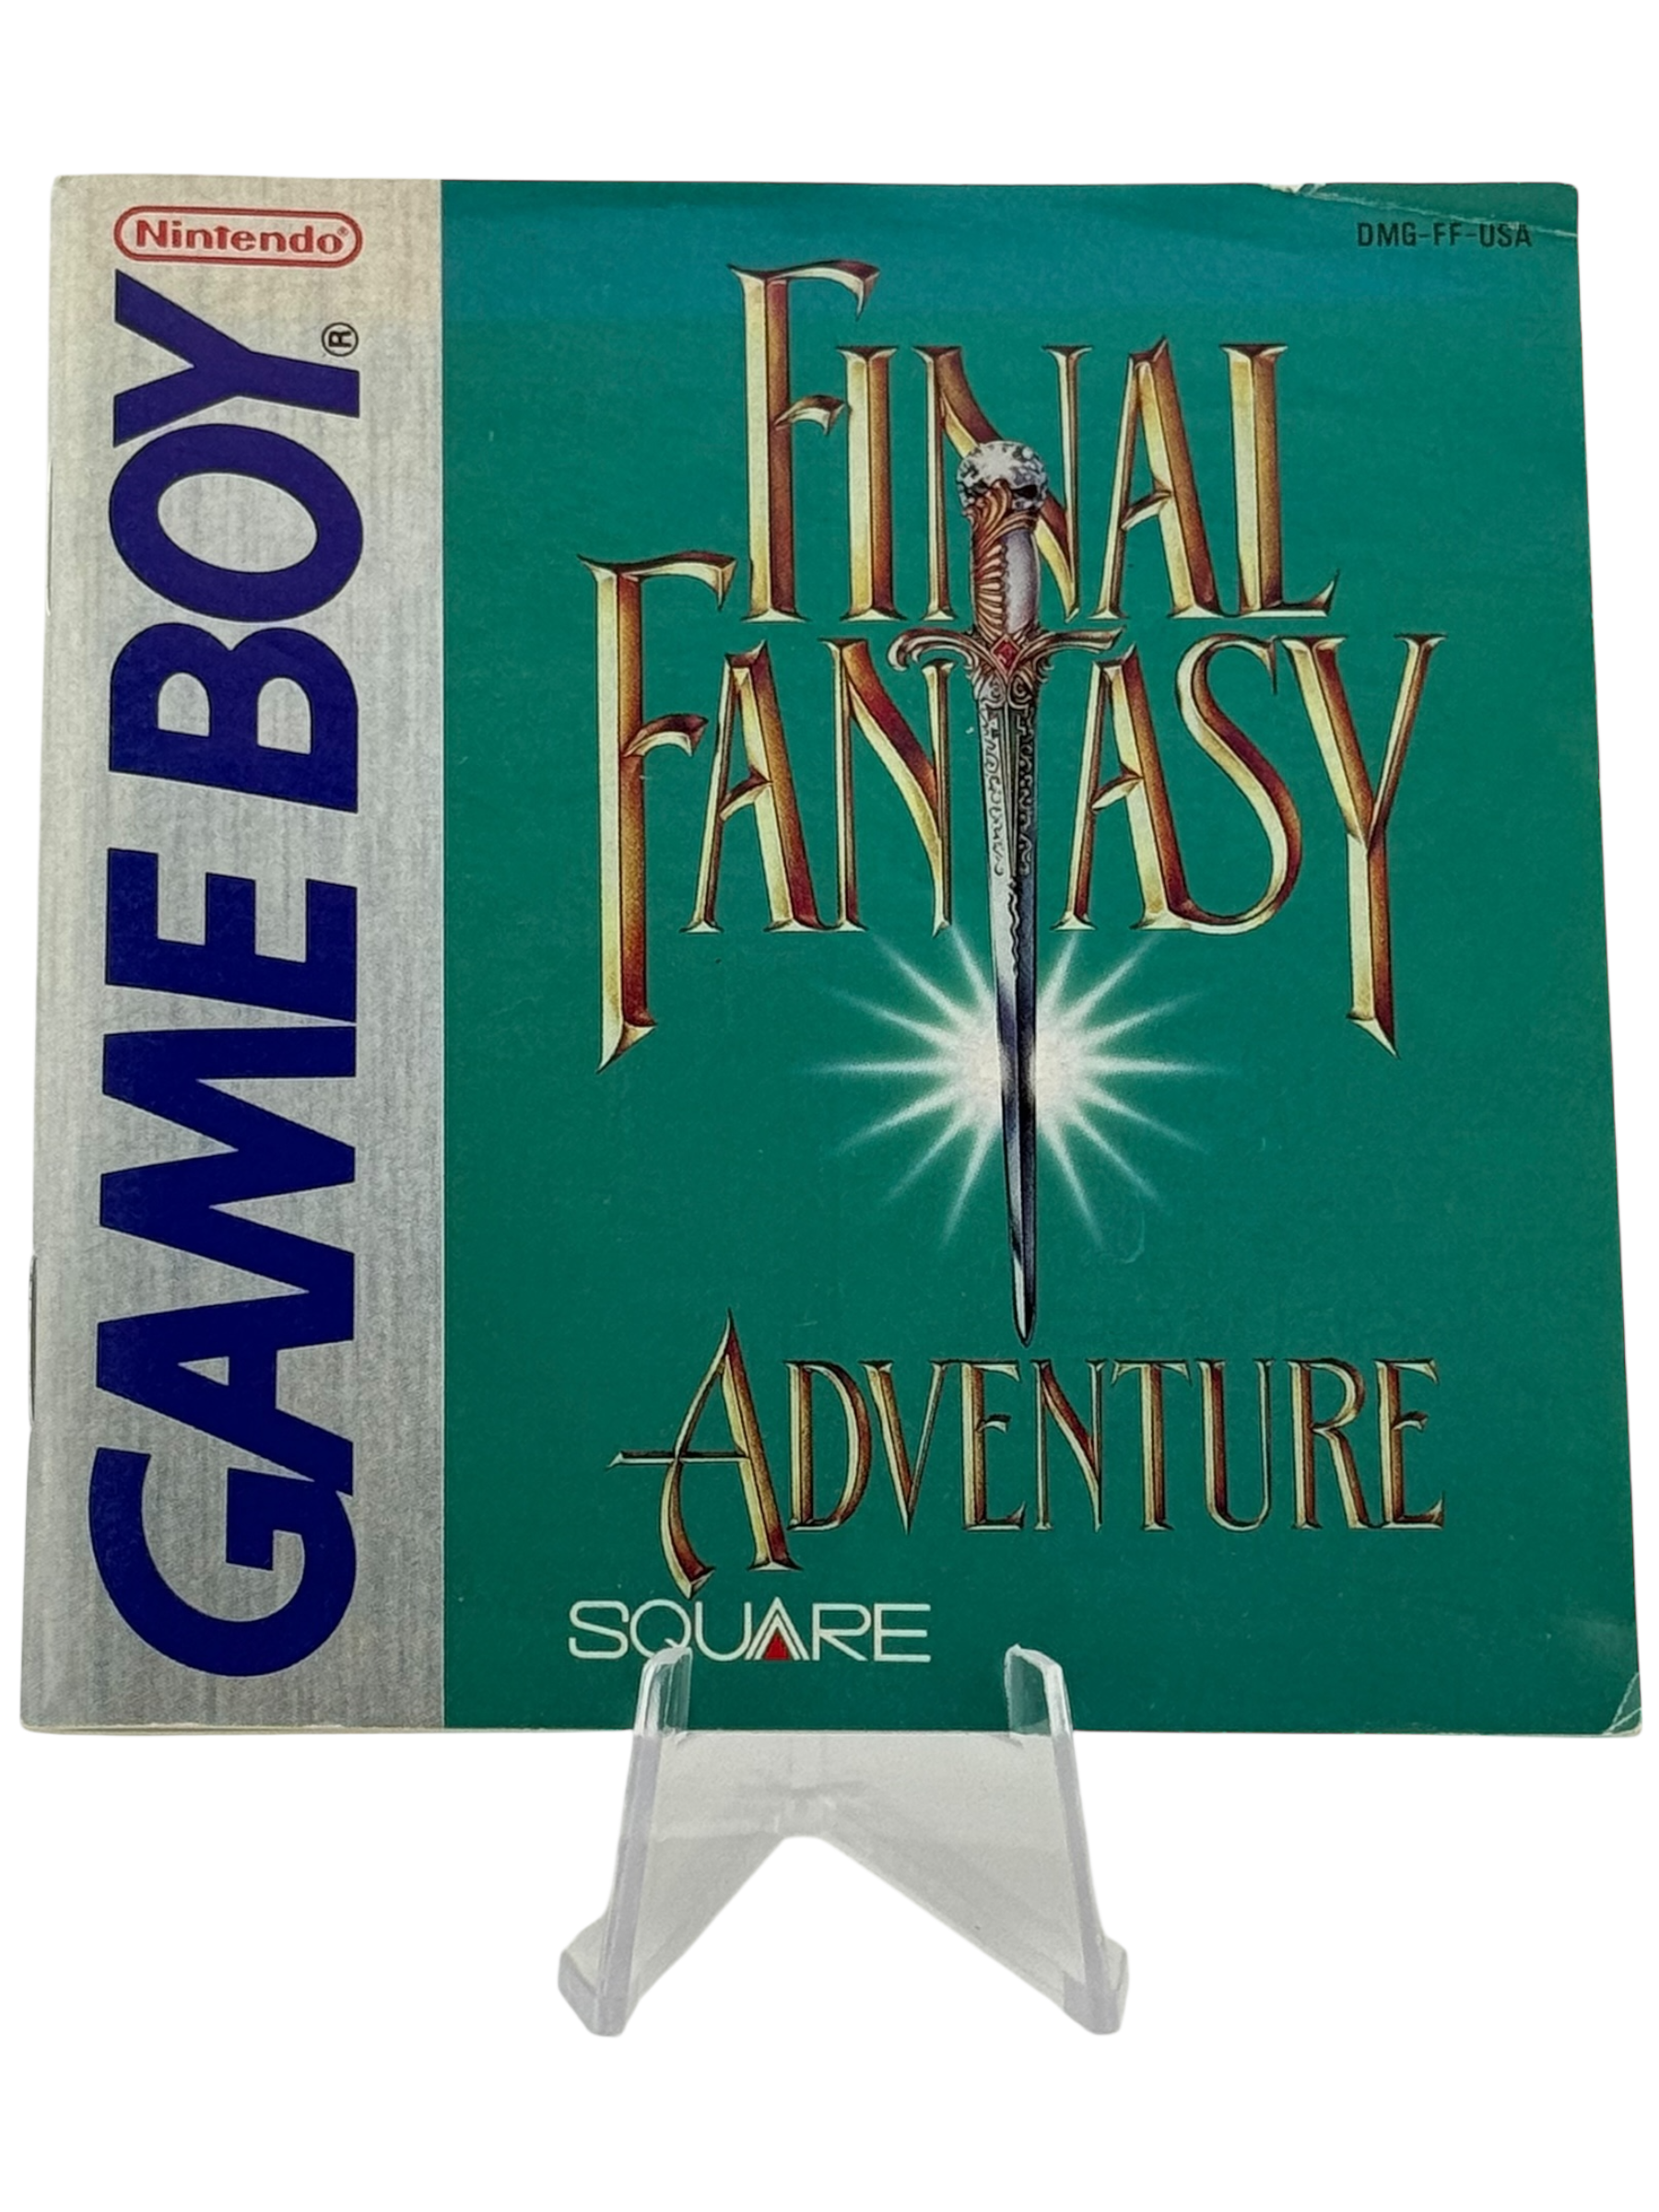 Nintendo®
GAME BOY®
DMG-FF-USA
FINAL
FANTASY
ADVENTURE
SQUARE